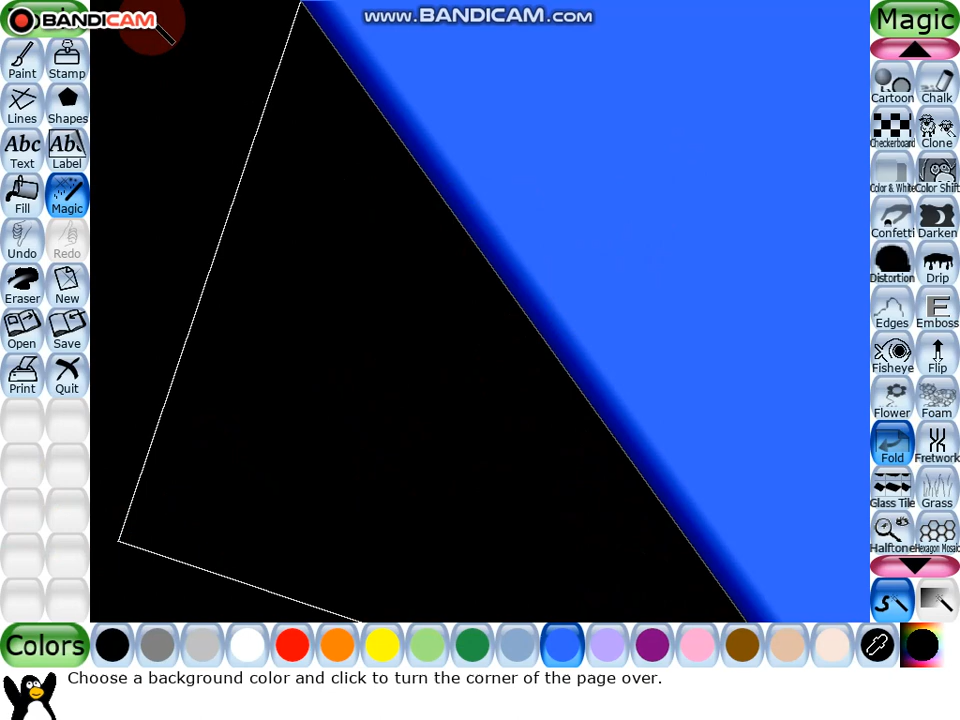 BANDICAM
www.BANDICAM.com
Magic
Paint
Stamp
Lines
Shapes
Abc
Text
Abc
Label
Fill
Magic
Undo
Redo
Eraser
New
Open
Save
Print
Quit
Cartoon
Chalk
Checkerboard
Clone
Color & White
Color Shift
Confetti
Darken
Distortion
Drip
Edges
E
Emboss
Fisheye
Flip
Flower
Foam
Fold
Fretwork
Glass Tile
Grass
Halftone
Hexagon Mosaic
Colors
Choose a background color and click to turn the corner of the page over.